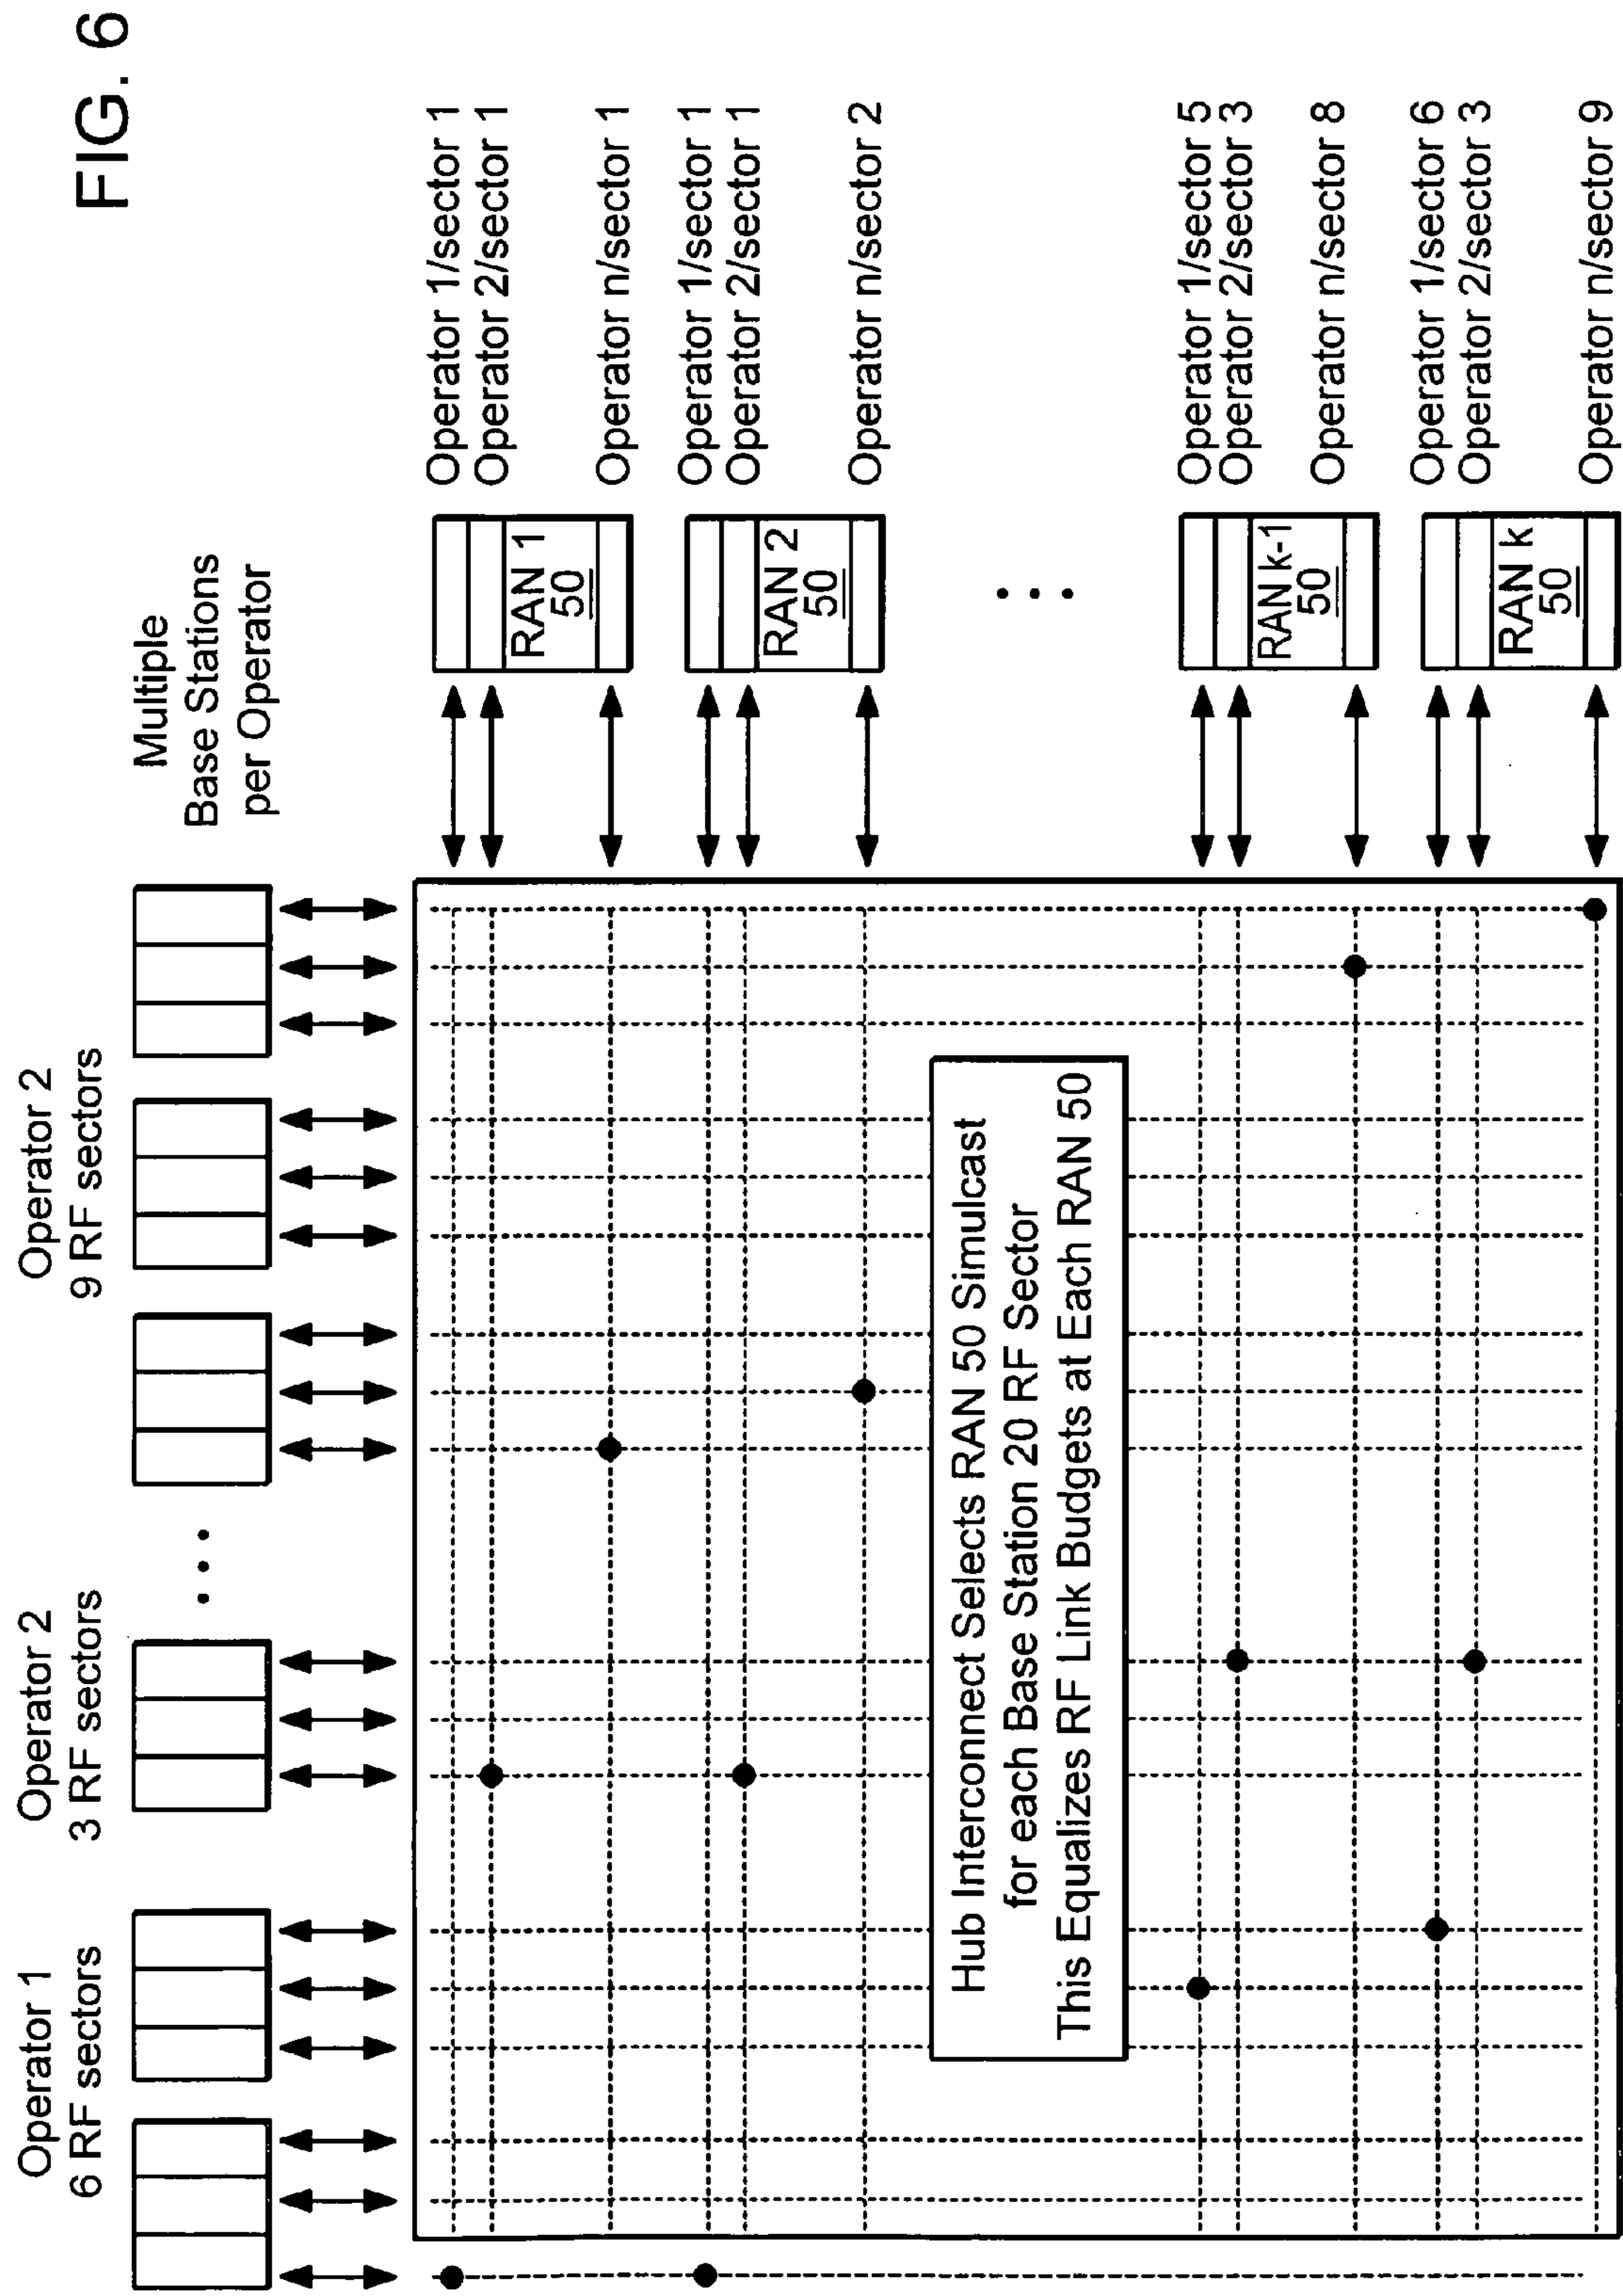 FIG. 6
Operator 1
6 RF sectors
Operator 2
3 RF sectors
. . .
Operator 2
9 RF sectors
Multiple
Base Stations
per Operator
RAN 1
50
Operator 1/sector 1
Operator 2/sector 1
Operator n/sector 1
RAN 2
50
Operator 1/sector 1
Operator 2/sector 1
Operator n/sector 2
. . .
Hub Interconnect Selects RAN 50 Simulcast
for each Base Station 20 RF Sector
This Equalizes RF Link Budgets at Each RAN 50
RAN k-1
50
Operator 1/sector 5
Operator 2/sector 3
Operator n/sector 8
RAN k
50
Operator 1/sector 6
Operator 2/sector 3
Operator n/sector 9